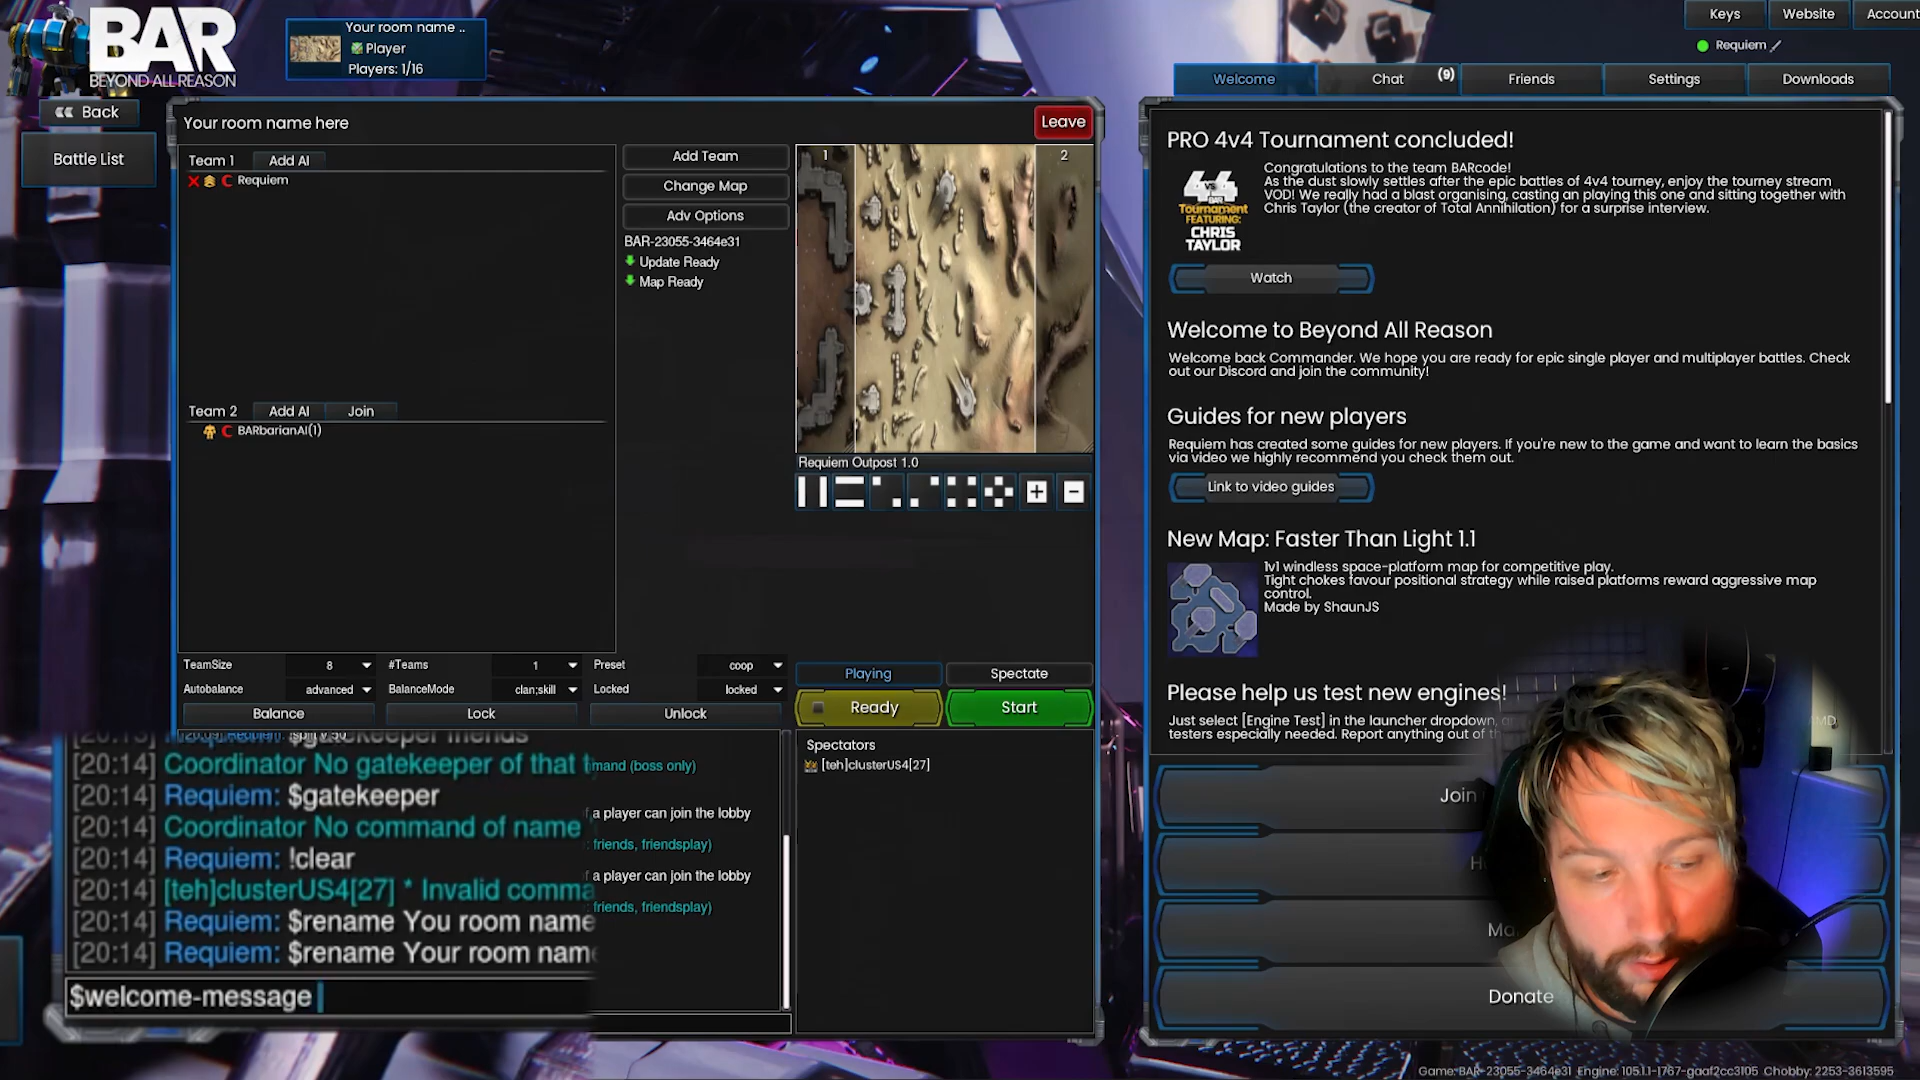 BAR
BEYOND ALL REASON
Your room name ..
Player
Players: 1/16
Keys
Website
Account
Requiem
Back
Battle List
Welcome
Chat
(9)
Friends
Settings
Downloads
Your room name here
Leave
Team 1
Add AI
Requiem
Team 2
Add AI
Join
BARbarianAI(1)
Add Team
Change Map
Adv Options
BAR-23055-3464e31
Update Ready
Map Ready
1
2
Requiem Outpost 1.0
TeamSize
8
#Teams
1
Preset
coop
Autobalance
advanced
BalanceMode
clan;skill
Locked
locked
Balance
Lock
Unlock
Playing
Spectate
Ready
Start
Spectators
[teh]clusterUS4[27]
[20:14] Coordinator No gatekeeper of that t
[20:14] Requiem: $gatekeeper
[20:14] Coordinator No command of name
[20:14] Requiem: !clear
[20:14] [teh]clusterUS4[27] * Invalid comma
[20:14] Requiem: $rename You room name
[20:14] Requiem: $rename Your room nam
$welcome-message
mand (boss only)
a player can join the lobby
friends, friendsplay)
a player can join the lobby
friends, friendsplay)
PRO 4v4 Tournament concluded!
Congratulations to the team BARcode!
As the dust slowly settles after the epic battles of 4v4 tourney, enjoy the tourney stream
VOD! We really had a blast organising, casting an playing this one and sitting together with
Chris Taylor (the creator of Total Annihilation) for a surprise interview.
Tournament
FEATURING:
CHRIS
TAYLOR
Watch
Welcome to Beyond All Reason
Welcome back Commander. We hope you are ready for epic single player and multiplayer battles. Check
out our Discord and join the community!
Guides for new players
Requiem has created some guides for new players. If you're new to the game and want to learn the basics
via video we highly recommend you check them out.
Link to video guides
New Map: Faster Than Light 1.1
1v1 windless space-platform map for competitive play.
Tight chokes favour positional strategy while raised platforms reward aggressive map
control.
Made by ShaunJS
Please help us test new engines!
Just select [Engine Test] in the launcher dropdown,
testers especially needed. Report anything out of
AMD
Join
Donate
Game: BAR-23055-3464e31 Engine: 105.1.1-1767-gaaf2cc3105 Chobby: 2253-3613595